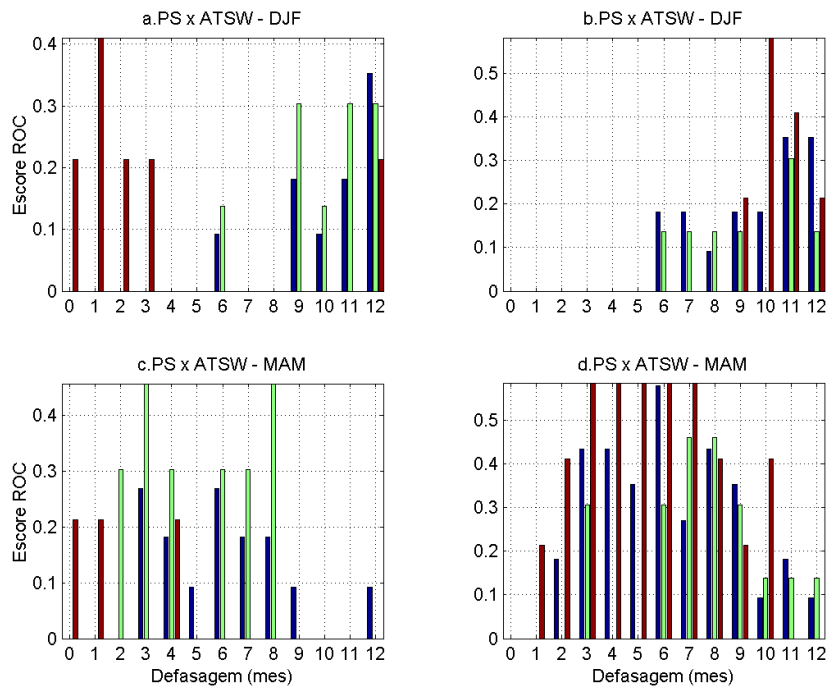 a.PS x ATSW - DJF
b.PS x ATSW - DJF
Escore ROC
0.4
0.3
0.2
0.1
0
0 1 2 3 4 5 6 7 8 9 10 11 12
0.5
0.4
0.3
0.2
0.1
0
0 1 2 3 4 5 6 7 8 9 10 11 12
c.PS x ATSW - MAM
d.PS x ATSW - MAM
Escore ROC
0.4
0.3
0.2
0.1
0
0 1 2 3 4 5 6 7 8 9 10 11 12
Defasagem (mes)
0.5
0.4
0.3
0.2
0.1
0
0 1 2 3 4 5 6 7 8 9 10 11 12
Defasagem (mes)